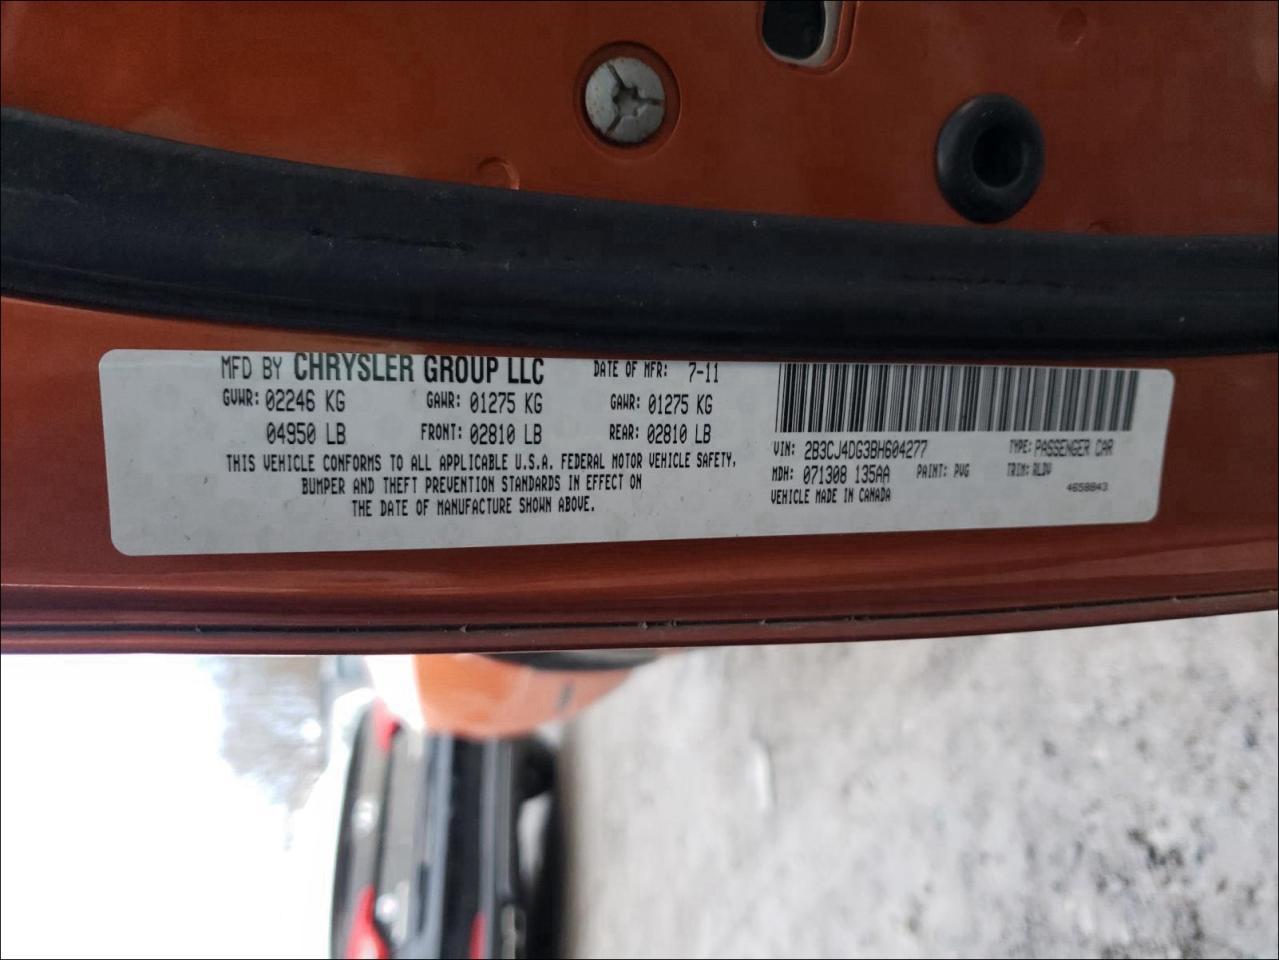 MFD BY CHRYSLER GROUP LLC DATE OF MFR: 7-11
GVWR: 02246 KG GAWR: 01275 KG GAWR: 01275 KG
04950 LB FRONT: 02810 LB REAR: 02810 LB
THIS VEHICLE CONFORMS TO ALL APPLICABLE U.S.A. FEDERAL MOTOR VEHICLE SAFETY,
BUMPER AND THEFT PREVENTION STANDARDS IN EFFECT ON
THE DATE OF MANUFACTURE SHOWN ABOVE.
VIN: 2B3CJ4DG3BH604277 TYPE: PASSENGER CAR
MDH: 071308 135AA PAINT: PVG TRIM: RLDV
VEHICLE MADE IN CANADA 4658843